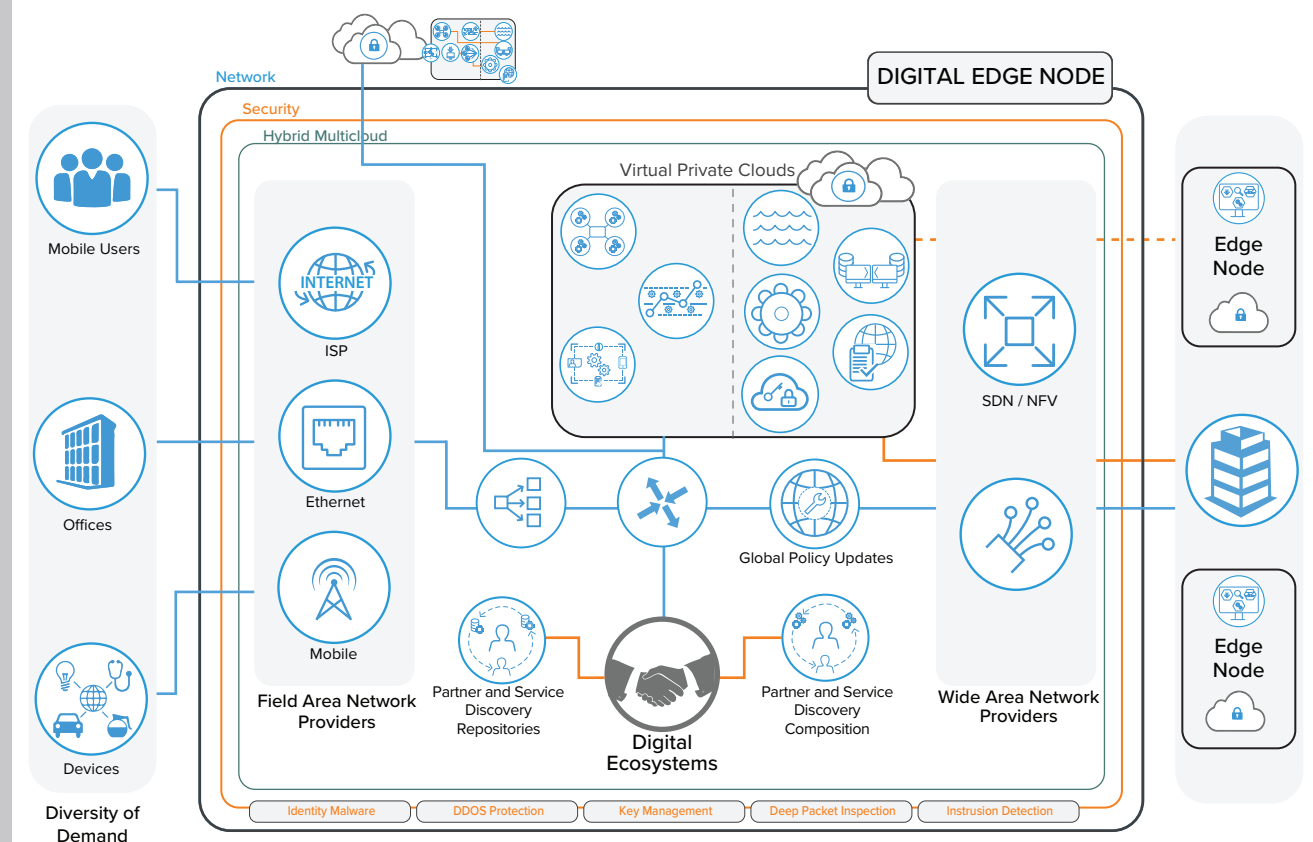 Network
DIGITAL EDGE NODE
Security
Hybrid Multicloud
Virtual Private Clouds
Mobile Users
INTERNET
ISP
Edge
Node
SDN / NFV
Ethernet
Offices
Global Policy Updates
Mobile
Edge
Node
Field Area Network
Providers
Partner and Service
Discovery
Repositories
Digital
Ecosystems
Partner and Service
Discovery
Composition
Wide Area Network
Providers
Devices
Diversity of
Demand
Identity Malware
DDOS Protection
Key Management
Deep Packet Inspection
Instrusion Detection